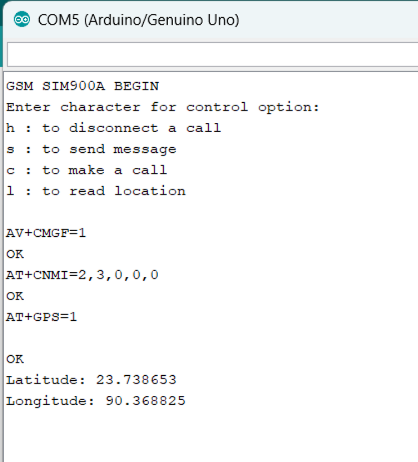 COM5 (Arduino/Genuino Uno)
GSM SIM900A BEGIN
Enter character for control option:
h : to disconnect a call
s : to send message
c : to make a call
l : to read location
AV+CMGF=1
OK
AT+CNMI=2,3,0,0,0
OK
AT+GPS=1
OK
Latitude: 23.738653
Longitude: 90.368825